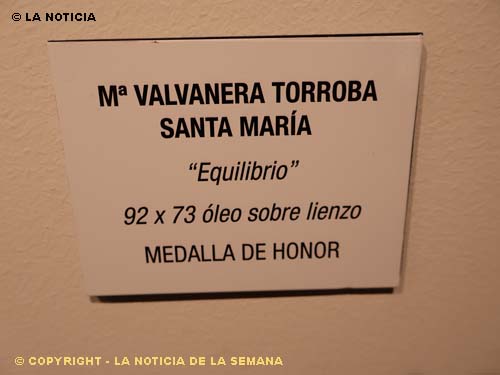 © LA NOTICIA
Mª VALVANERA TORROBA
SANTA MARÍA
“Equilibrio”
92 x 73 óleo sobre lienzo
MEDALLA DE HONOR
© COPYRIGHT - LA NOTICIA DE LA SEMANA